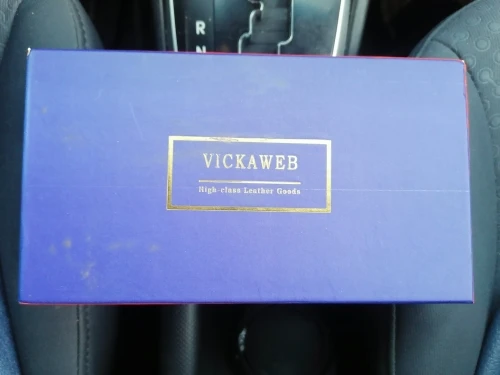 R
N
VICKAWEB
High-class Leather Goods